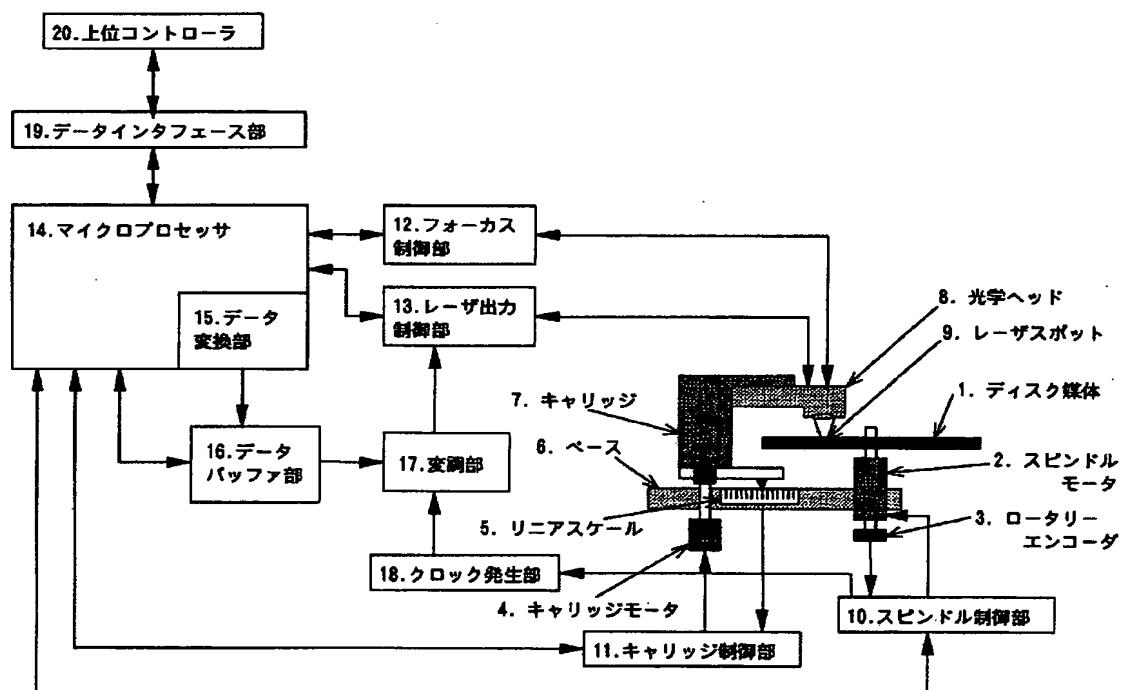 20.上位コントローラ
19.データインタフェース部
14.マイクロプロセッサ
15.データ
変換部
12.フォーカス
制御部
13.レーザ出力
制御部
8. 光学ヘッド
9. レーザスポット
1. ディスク媒体
7. キャリッジ
6. ベース
2. スピンドル
モータ
16.データ
バッファ部
17.変調部
5. リニアスケール
3. ロータリー
エンコーダ
18.クロック発生部
4. キャリッジモータ
10.スピンドル制御部
11.キャリッジ制御部